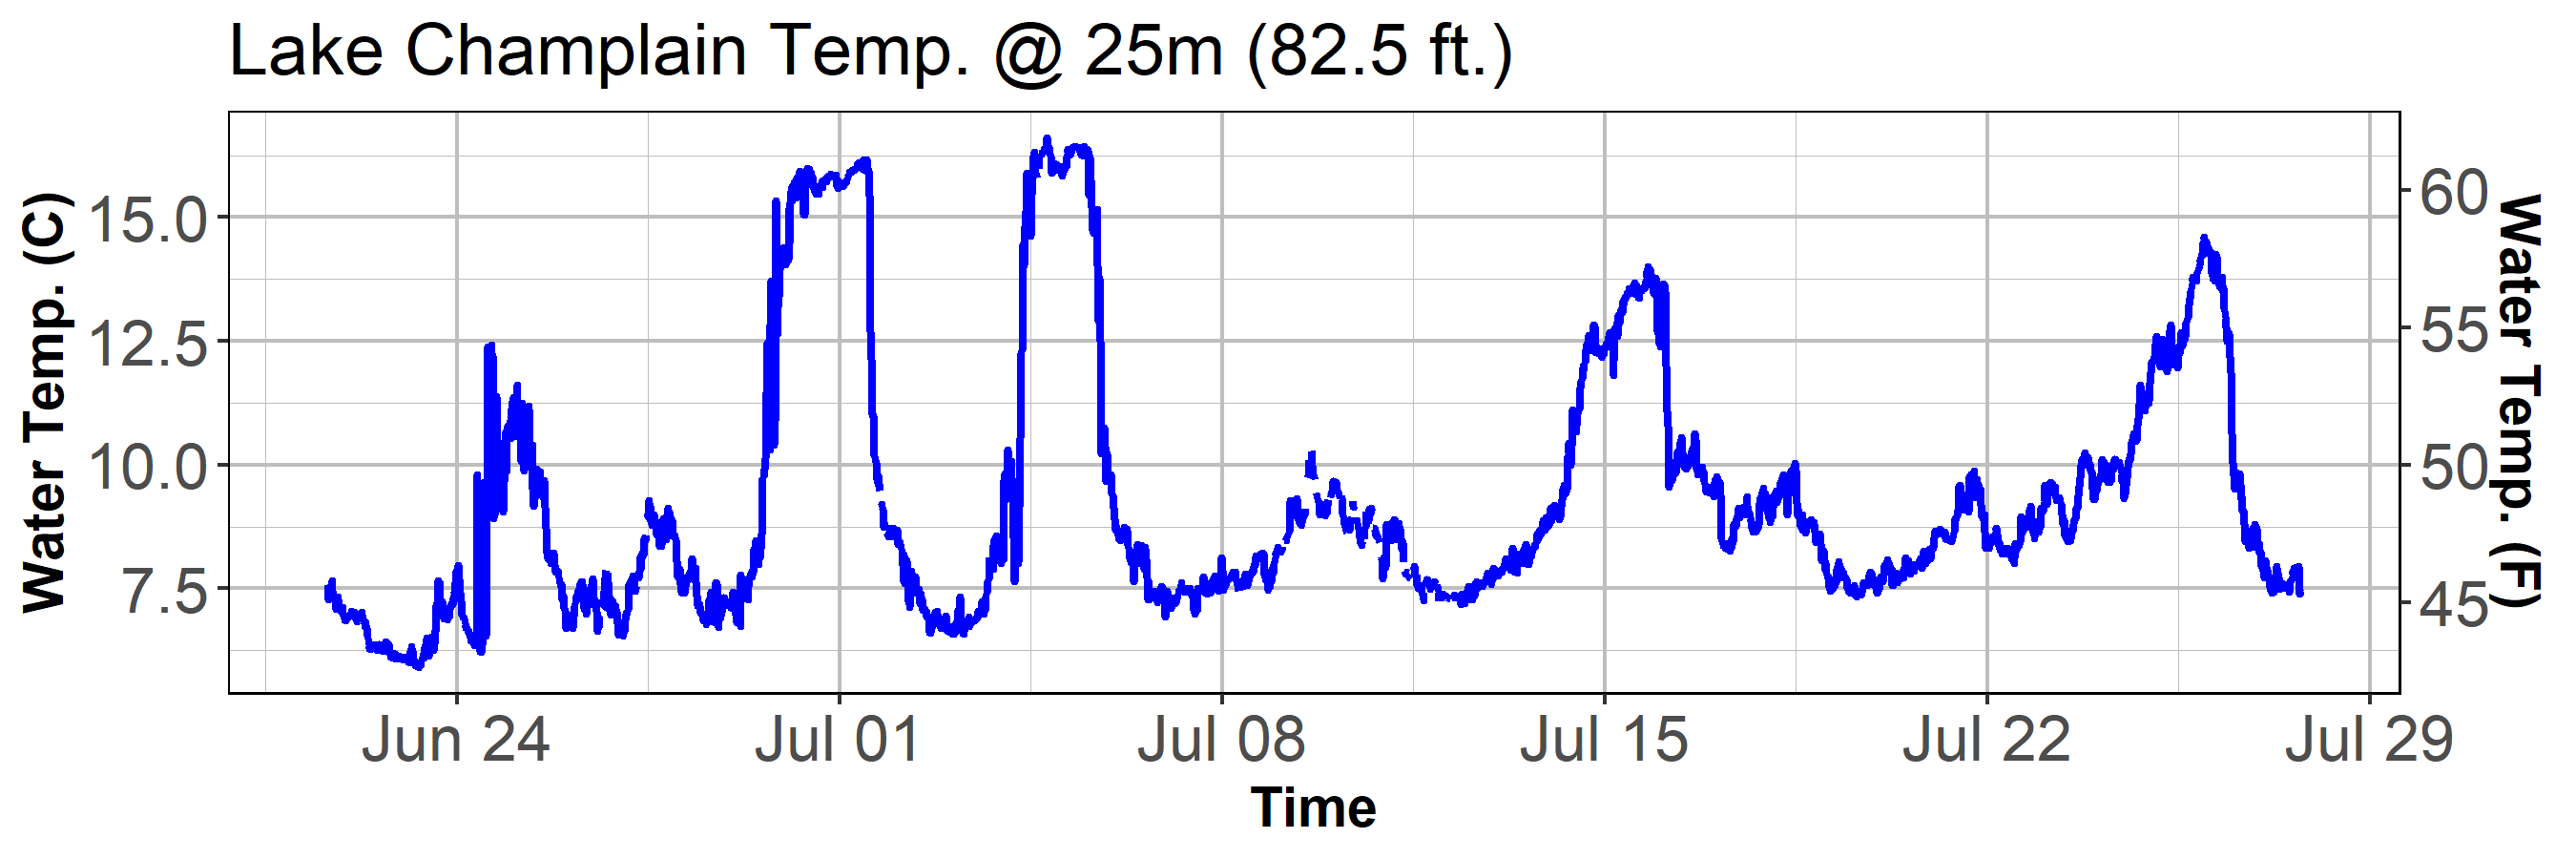 Lake Champlain Temp. @ 25m (82.5 ft.)
Water Temp. (C)
15.0
12.5
10.0
7.5
60
55
50
45
Water Temp. (F)
Jun 24 Jul 01 Jul 08 Jul 15 Jul 22 Jul 29
Time